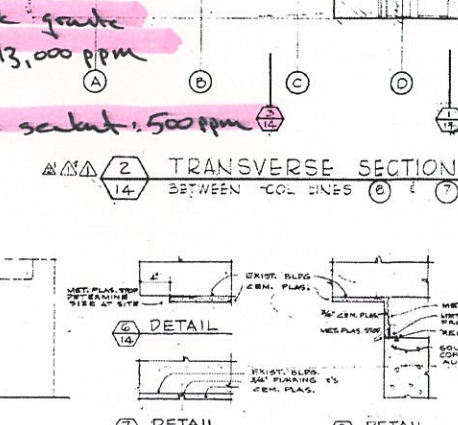 13,000 ppm
A B C D
sealant: 500 ppm
3
14
1
2
14
TRANSVERSE SECTION
BETWEEN COL LINES 8 & 7
MET. PLAS. STOP
DETERMINE
SIZE AT SITE
EXIST. BLDG
CEM. PLAS.
3/4" CEM. PLAS.
MET. PLAS. STOP
6
14
DETAIL
EXIST. BLDG.
3/4" FURRING C'S
CEM. PLAS.
7
DETAIL
DETAIL